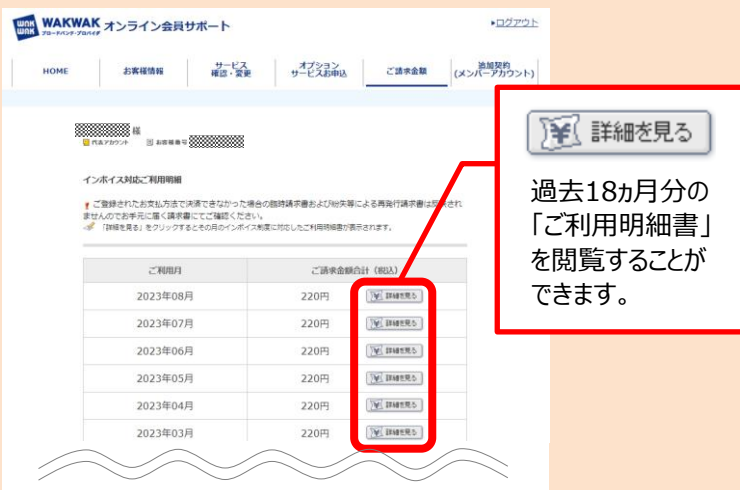 WAKWAK オンライン会員サポート
ブロードバンド・プロバイダ
ログアウト
HOME
お客様情報
サービス
確認・変更
オプション
サービスお申込
ご請求金額
追加契約
(メンバーアカウント)
様
代表アカウント
お客様番号
インボイス対応ご利用明細
ご登録されたお支払方法で決済できなかった場合の臨時請求書および紛失等による再発行請求書は
ませんのでお手元に届く請求書にてご確認ください。
「詳細を見る」をクリックするとその月のインボイス制度に対応したご利用明細書が表示されます。
ご利用月
ご請求金額合計（税込）
2023年08月 220円 詳細を見る
2023年07月 220円 詳細を見る
2023年06月 220円 詳細を見る
2023年05月 220円 詳細を見る
2023年04月 220円 詳細を見る
2023年03月 220円 詳細を見る
¥ 詳細を見る
過去18ヵ月分の
「ご利用明細書」
を閲覧することが
できます。